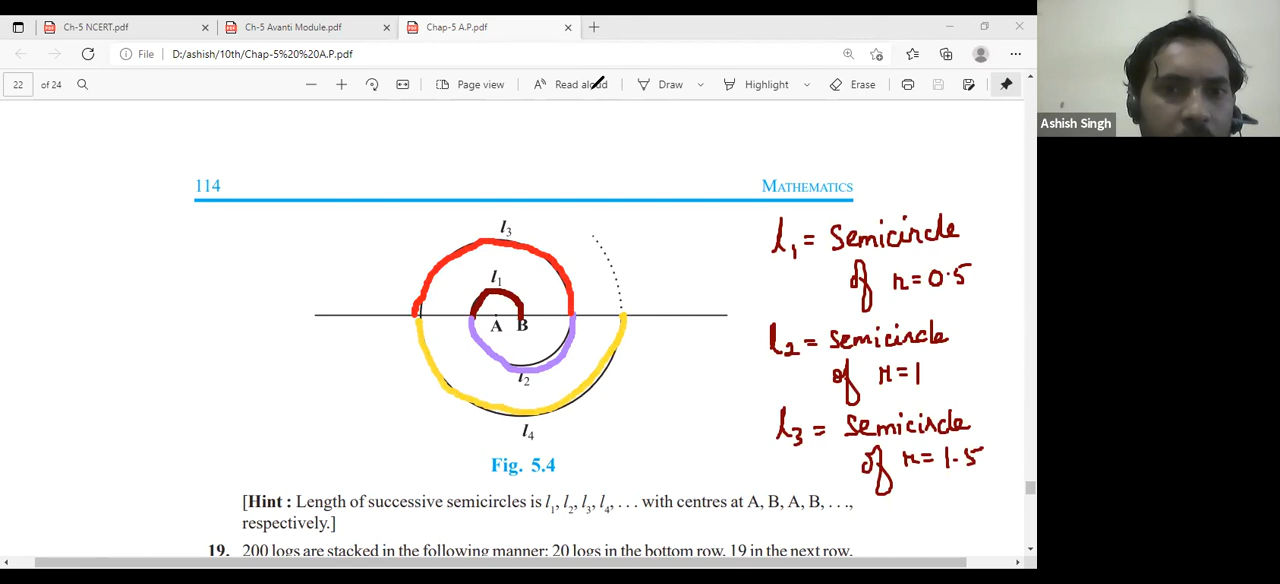 Ch-5 NCERT.pdf
Ch-5 Avanti Module.pdf
Chap-5 A.P.pdf
File
D:/ashish/10th/Chap-5%20%20A.P.pdf
22 of 24
Page view
Read aloud
Draw
Highlight
Erase
Ashish Singh
114
MATHEMATICS
l3
l1
A
B
l2
l4
Fig. 5.4
l1 = semicircle
of r = 0.5
l2 = semicircle
of r = 1
l3 = semicircle
of r = 1.5
[Hint : Length of successive semicircles is l1, l2, l3, l4, . . . with centres at A, B, A, B, . . .,
respectively.]
19. 200 logs are stacked in the following manner: 20 logs in the bottom row, 19 in the next row,